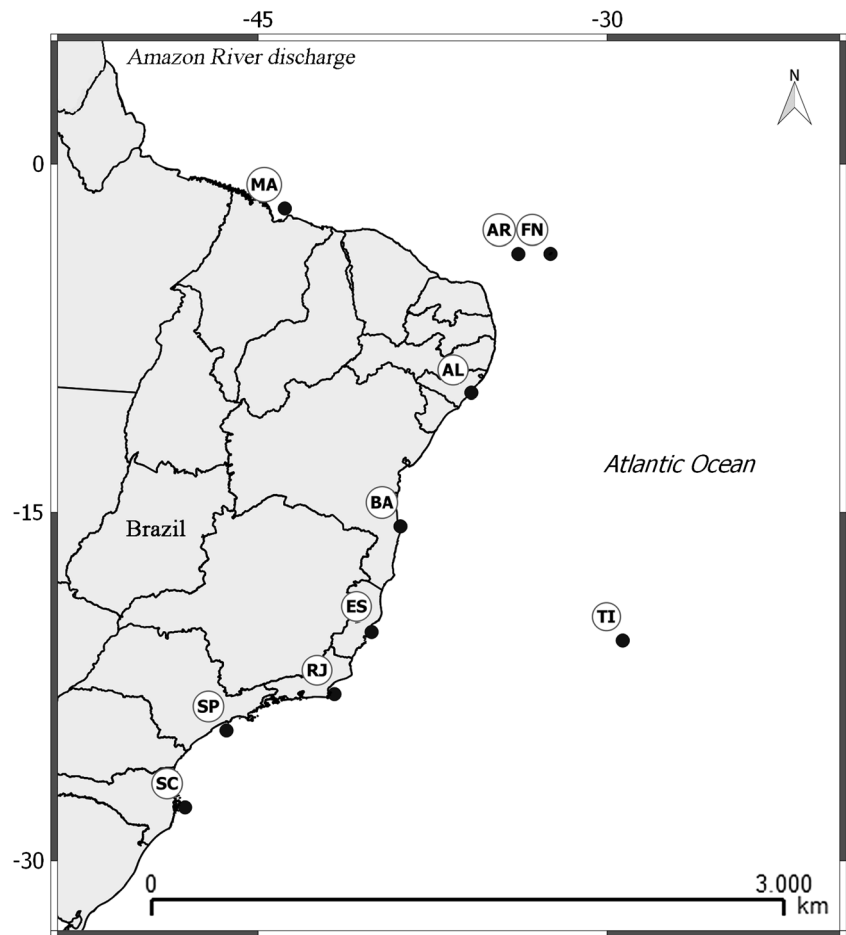 -45 -30
Amazon River discharge
N
0
MA
AR FN
AL
Atlantic Ocean
BA
-15
Brazil
ES
TI
RJ
SP
SC
-30
0 3.000
km